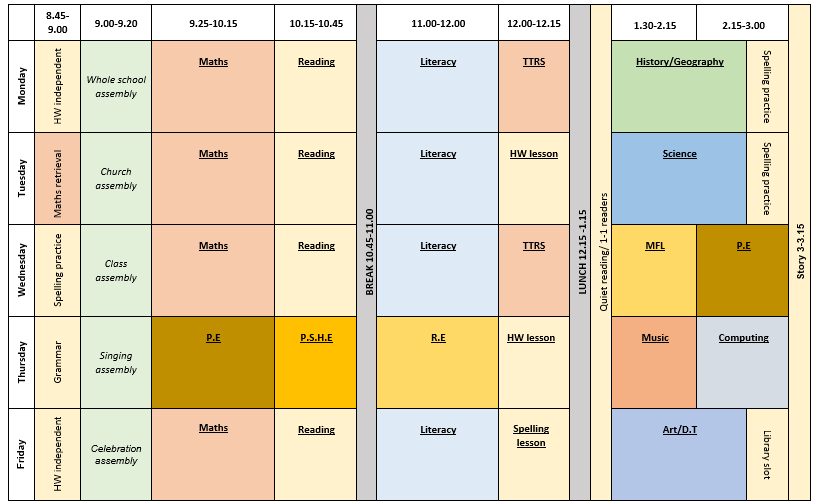 8.45-
9.00
9.00-9.20
9.25-10.15
10.15-10.45
11.00-12.00
12.00-12.15
1.30-2.15
2.15-3.00
BREAK 10.45-11.00
LUNCH 12.15 -1.15
Quiet reading/ 1-1 readers
Story 3-3.15
Monday
HW independent
Whole school
assembly
Maths
Reading
Literacy
TTRS
History/Geography
Spelling
practice
Tuesday
Maths retrieval
Church
assembly
Maths
Reading
Literacy
HW lesson
Science
Spelling
practice
Wednesday
Spelling practice
Class
assembly
Maths
Reading
Literacy
TTRS
MFL
P.E
Thursday
Grammar
Singing
assembly
P.E
P.S.H.E
R.E
HW lesson
Music
Computing
Friday
HW independent
Celebration
assembly
Maths
Reading
Literacy
Spelling
lesson
Art/D.T
Library
slot